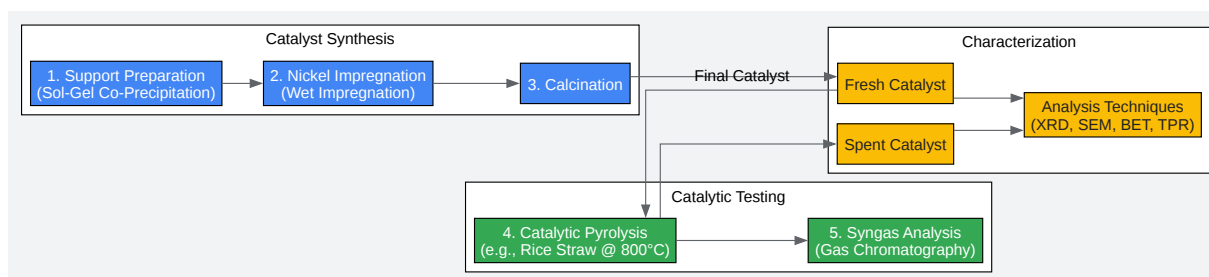 Catalyst Synthesis
1. Support Preparation
(Sol-Gel Co-Precipitation)
2. Nickel Impregnation
(Wet Impregnation)
3. Calcination
Final Catalyst
Characterization
Fresh Catalyst
Spent Catalyst
Analysis Techniques
(XRD, SEM, BET, TPR)
Catalytic Testing
4. Catalytic Pyrolysis
(e.g., Rice Straw @ 800°C)
5. Syngas Analysis
(Gas Chromatography)